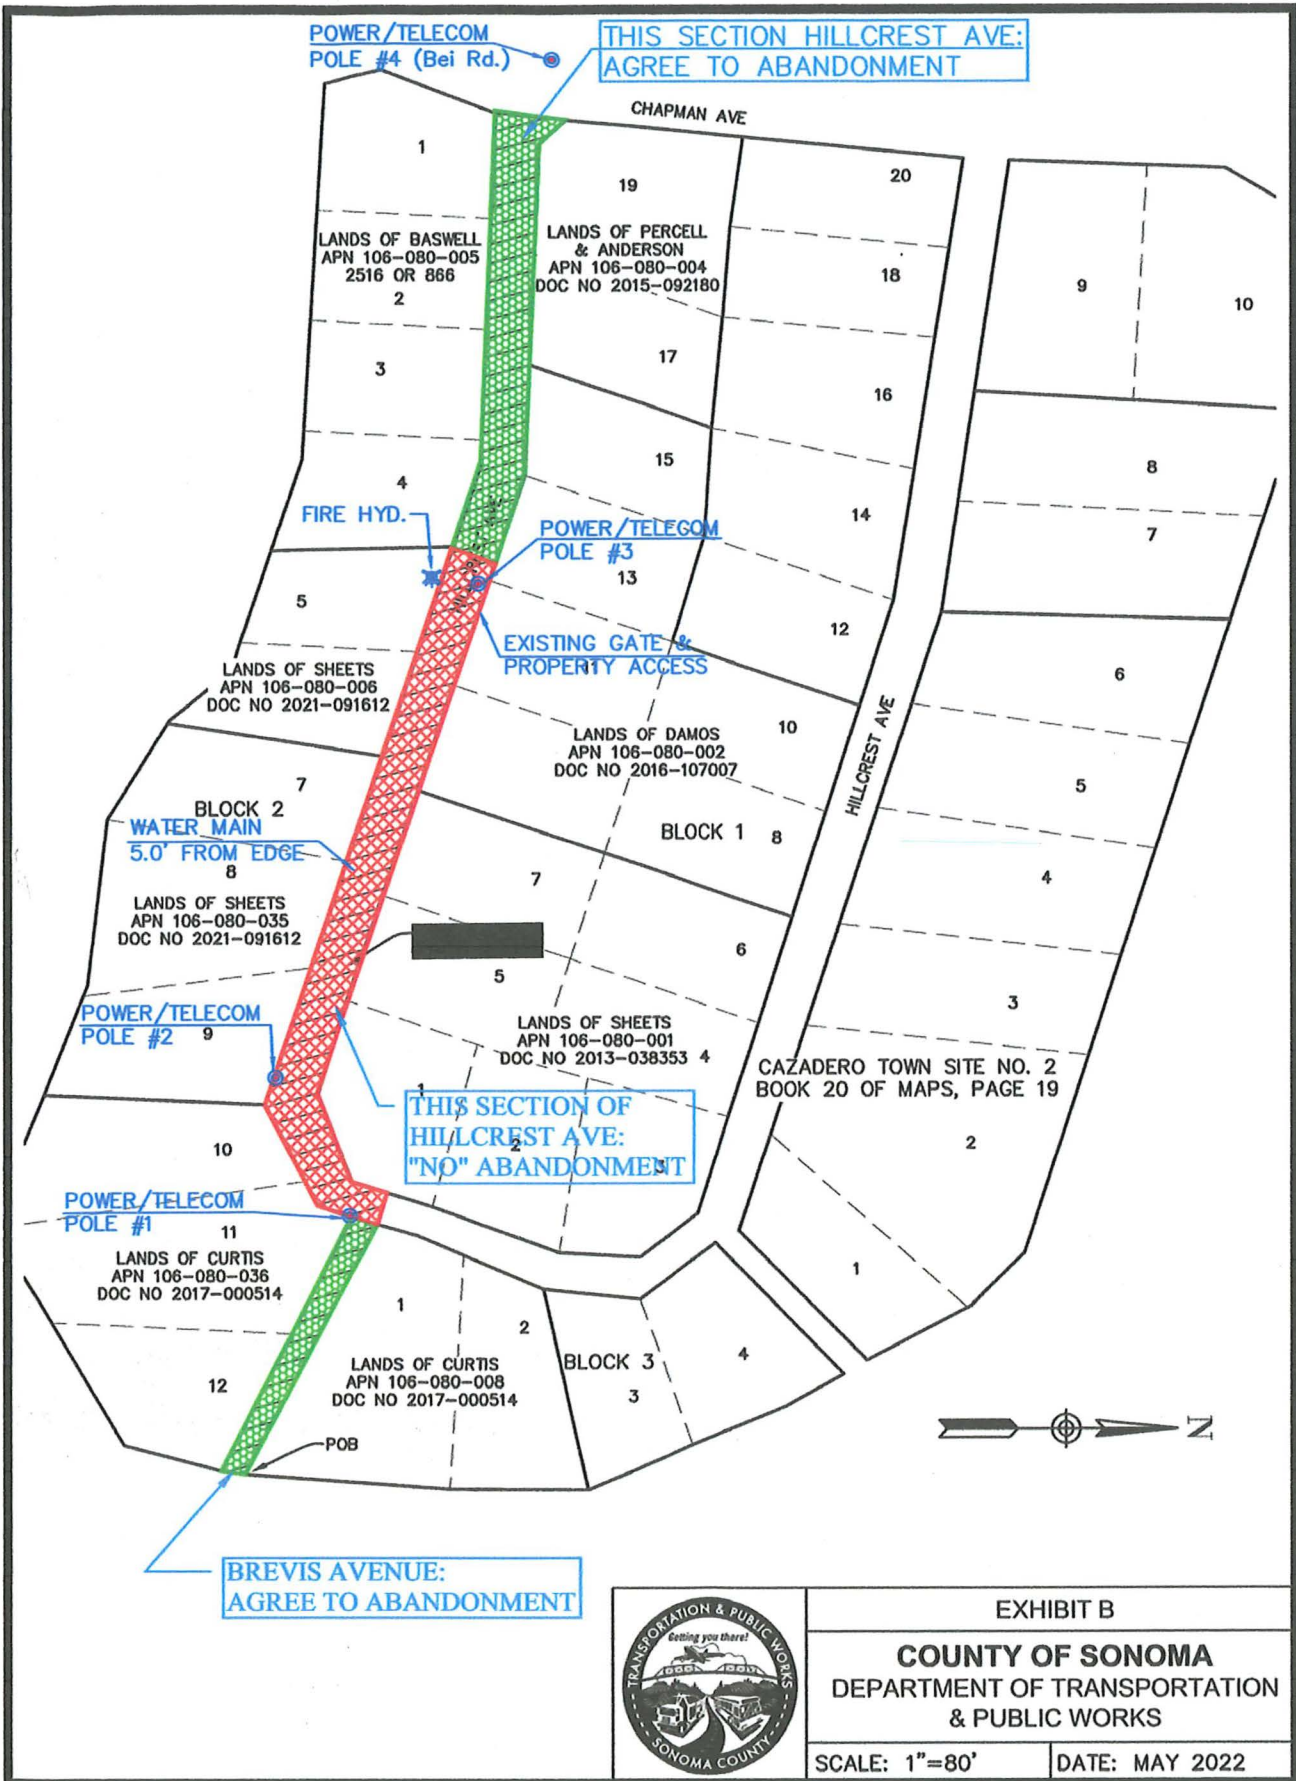 POWER/TELECOM
POLE #4 (Bei Rd.)
THIS SECTION HILLCREST AVE:
AGREE TO ABANDONMENT
CHAPMAN AVE
1
19
20
LANDS OF BASWELL
APN 106-080-005
2516 OR 866
2
LANDS OF PERCELL
& ANDERSON
APN 106-080-004
DOC NO 2015-092180
18
9
10
3
17
16
4
15
8
FIRE HYD.
14
7
POWER/TELECOM
POLE #3
HILLCREST AVE
13
5
12
EXISTING GATE &
PROPERTY ACCESS
11
6
LANDS OF SHEETS
APN 106-080-006
DOC NO 2021-091612
LANDS OF DAMOS
APN 106-080-002
DOC NO 2016-107007
10
HILLCREST AVE
7
5
BLOCK 2
WATER MAIN
5.0' FROM EDGE
8
BLOCK 1
8
7
4
LANDS OF SHEETS
APN 106-080-035
DOC NO 2021-091612
6
5
3
POWER/TELECOM
POLE #2
9
LANDS OF SHEETS
APN 106-080-001
DOC NO 2013-038353
4
CAZADERO TOWN SITE NO. 2
BOOK 20 OF MAPS, PAGE 19
1
THIS SECTION OF
HILLCREST AVE:
"NO" ABANDONMENT
2
3
2
10
POWER/TELECOM
POLE #1
11
LANDS OF CURTIS
APN 106-080-036
DOC NO 2017-000514
1
1
2
12
LANDS OF CURTIS
APN 106-080-008
DOC NO 2017-000514
BLOCK 3
3
4
POB
N
BREVIS AVENUE:
AGREE TO ABANDONMENT
TRANSPORTATION & PUBLIC WORKS
Getting you there!
SONOMA COUNTY
EXHIBIT B
COUNTY OF SONOMA
DEPARTMENT OF TRANSPORTATION
& PUBLIC WORKS
SCALE: 1"=80'
DATE: MAY 2022